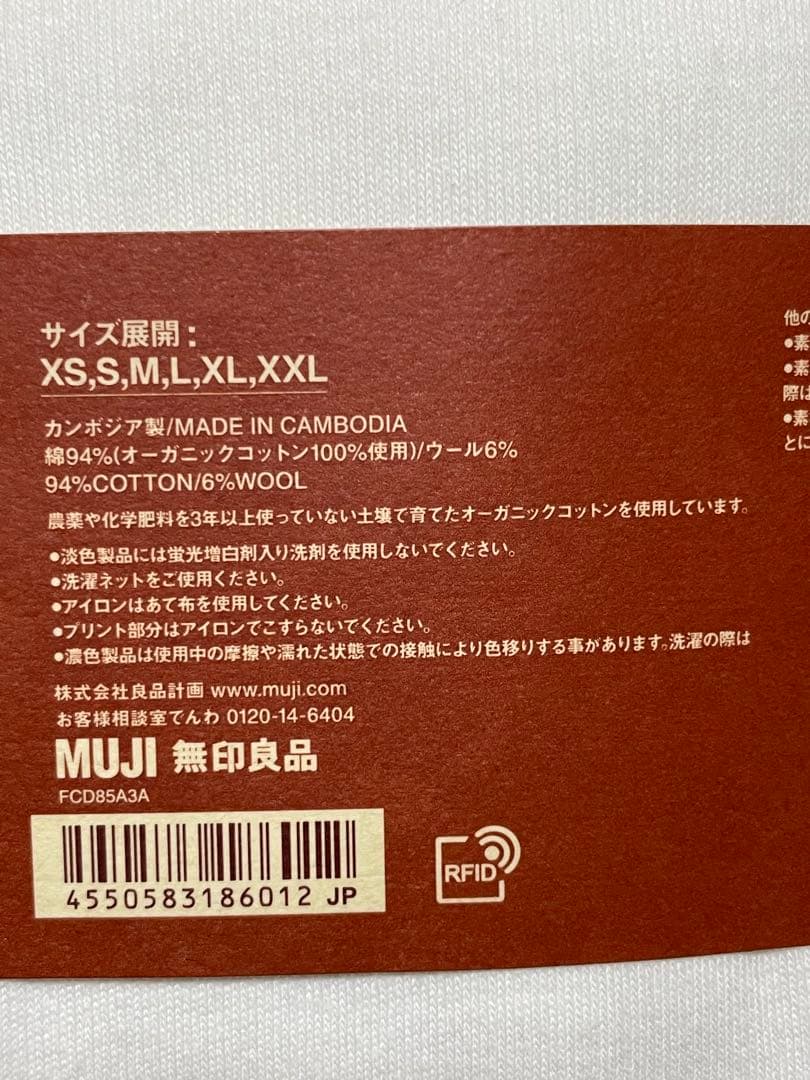 サイズ展開:
XS,S,M,L,XL,XXL
カンボジア製/MADE IN CAMBODIA
綿94%(オーガニックコットン100%使用)/ウール6%
94%COTTON/6%WOOL
農薬や化学肥料を3年以上使っていない土壌で育てたオーガニックコットンを使用しています。
●淡色製品には蛍光増白剤入り洗剤を使用しないでください。
●洗濯ネットをご使用ください。
●アイロンはあて布を使用してください。
●プリント部分はアイロンでこすらないでください。
●濃色製品は使用中の摩擦や濡れた状態での接触により色移りする事があります。洗濯の際は
株式会社良品計画 www.muji.com
お客様相談室でんわ 0120-14-6404
MUJI 無印良品
FCD85A3A
4550583186012 JP
RFID
他の
●素
●素
際は
●素
とに